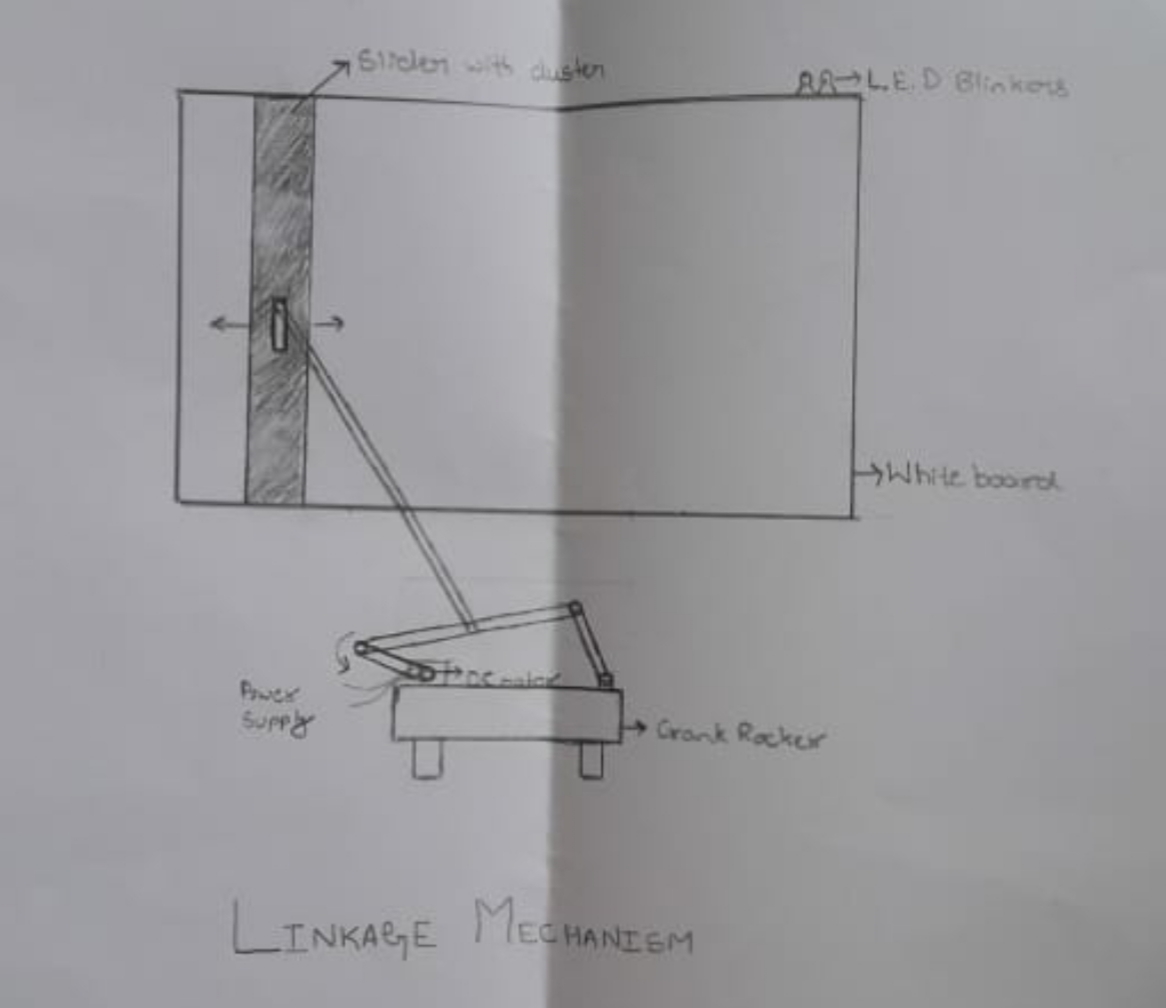 Slider with duster
L.E.D Blinkers
White board
DC motor
Power
Supply
Crank Rocker
LINKAGE MECHANISM